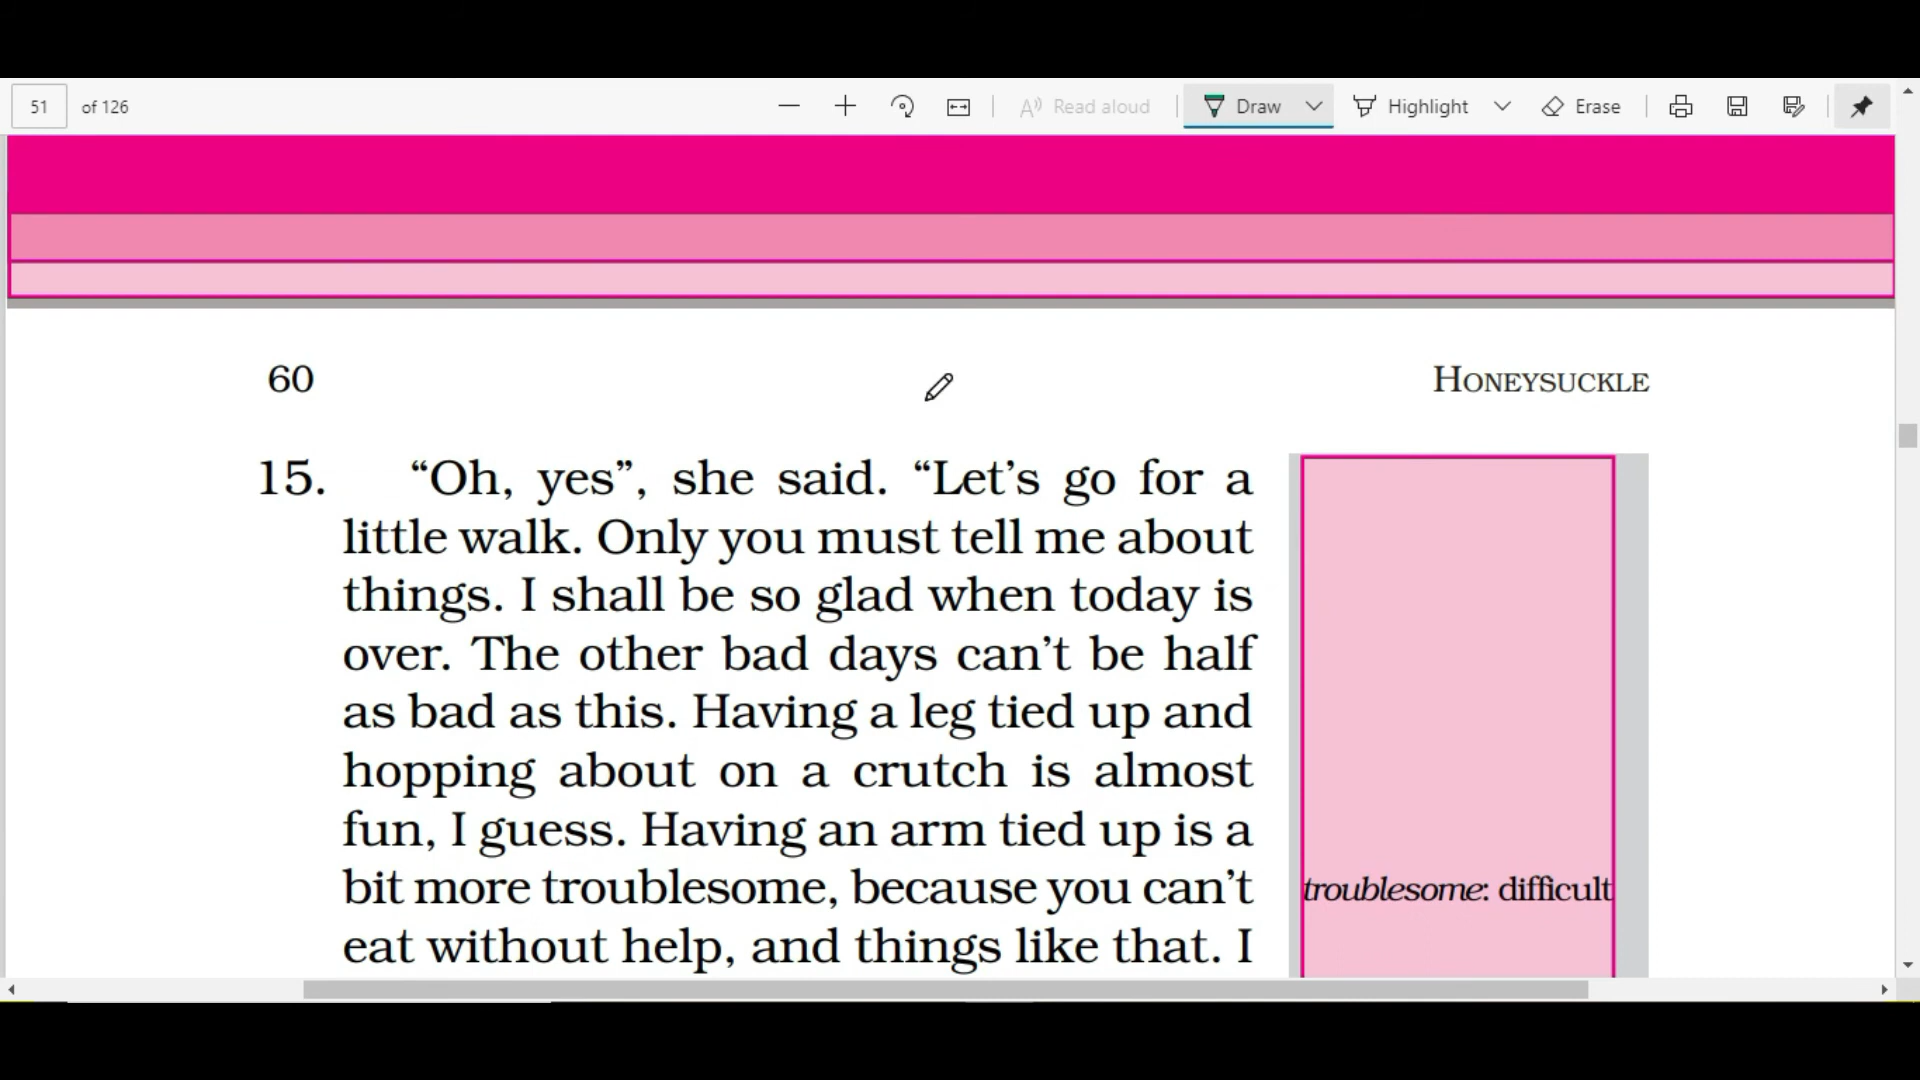 51 of 126 Read aloud Draw Highlight Erase
60 HONEYSUCKLE
15. “Oh, yes”, she said. “Let’s go for a
little walk. Only you must tell me about
things. I shall be so glad when today is
over. The other bad days can’t be half
as bad as this. Having a leg tied up and
hopping about on a crutch is almost
fun, I guess. Having an arm tied up is a
bit more troublesome, because you can’t
troublesome: difficult
eat without help, and things like that. I